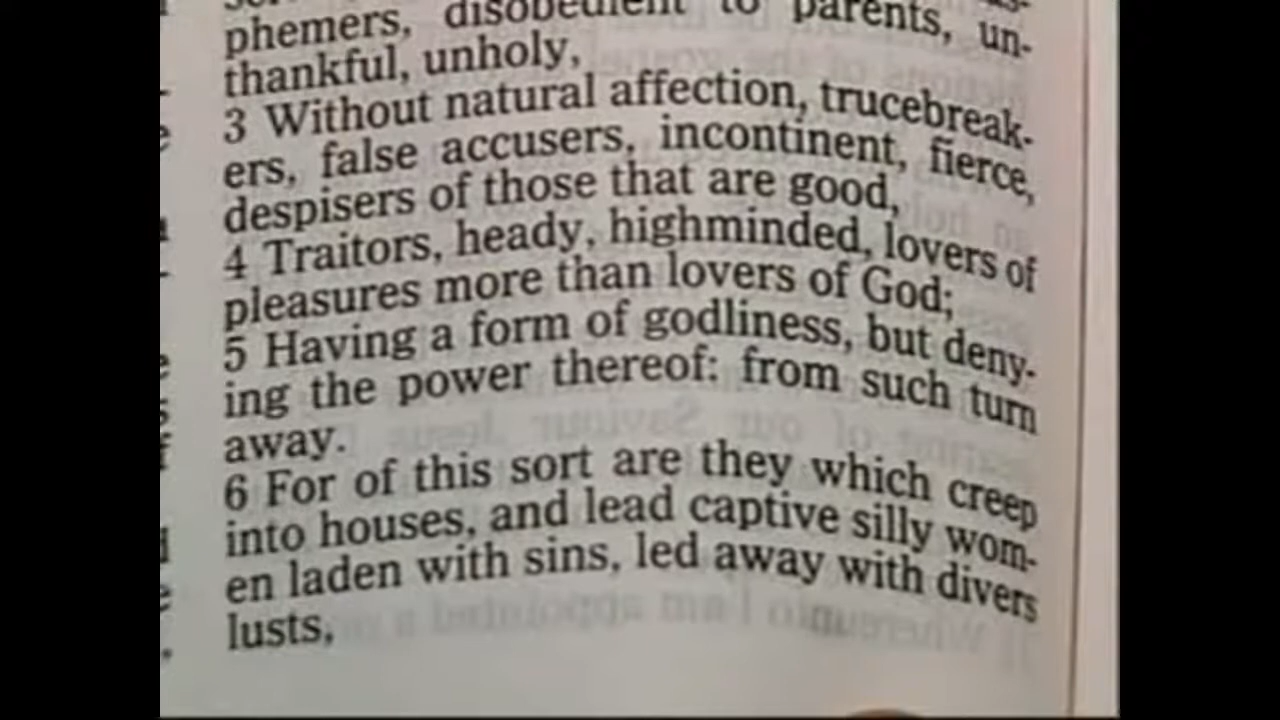 phemers, disobedient to parents, un-
thankful, unholy,
3 Without natural affection, trucebreak-
ers, false accusers, incontinent, fierce,
despisers of those that are good,
4 Traitors, heady, highminded, lovers of
pleasures more than lovers of God;
5 Having a form of godliness, but deny-
ing the power thereof: from such turn
away.
6 For of this sort are they which creep
into houses, and lead captive silly wom-
en laden with sins, led away with divers
lusts,